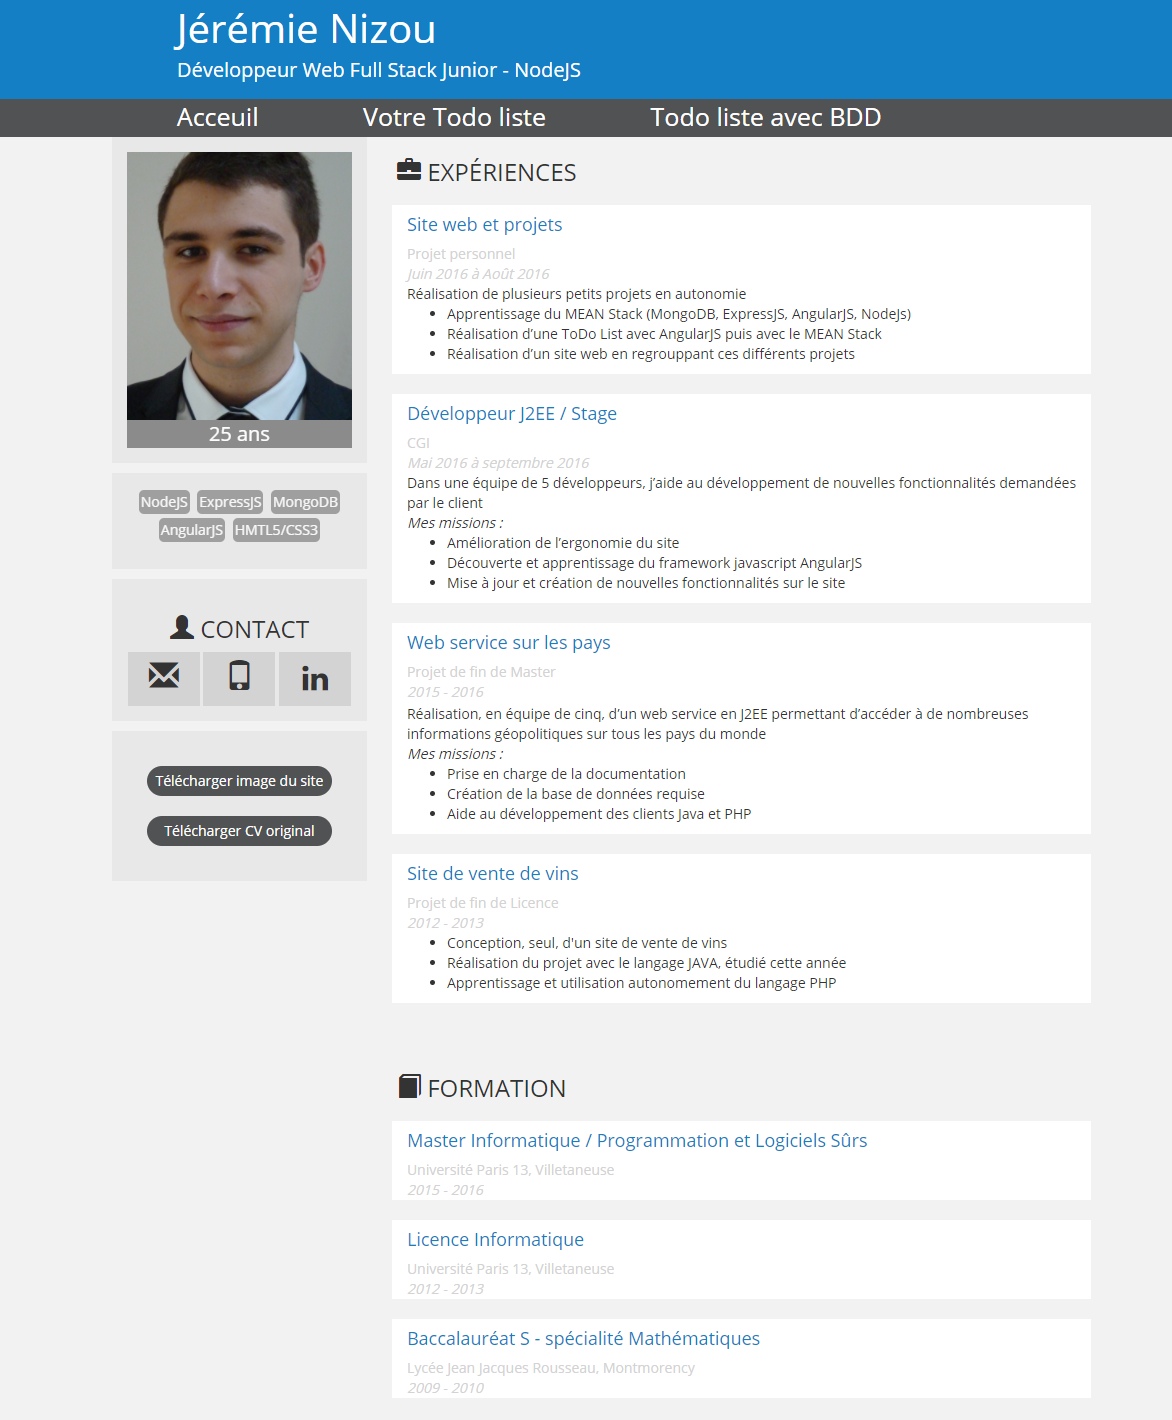 Jérémie Nizou
Développeur Web Full Stack Junior - NodeJS
Acceuil Votre Todo liste Todo liste avec BDD
25 ans
NodeJS ExpressJS MongoDB
AngularJS HMTL5/CSS3
CONTACT
in
Télécharger image du site
Télécharger CV original
EXPÉRIENCES
Site web et projets
Projet personnel
Juin 2016 à Août 2016
Réalisation de plusieurs petits projets en autonomie
• Apprentissage du MEAN Stack (MongoDB, ExpressJS, AngularJS, NodeJs)
• Réalisation d’une ToDo List avec AngularJS puis avec le MEAN Stack
• Réalisation d’un site web en regrouppant ces différents projets
Développeur J2EE / Stage
CGI
Mai 2016 à septembre 2016
Dans une équipe de 5 développeurs, j’aide au développement de nouvelles fonctionnalités demandées
par le client
Mes missions :
• Amélioration de l’ergonomie du site
• Découverte et apprentissage du framework javascript AngularJS
• Mise à jour et création de nouvelles fonctionnalités sur le site
Web service sur les pays
Projet de fin de Master
2015 - 2016
Réalisation, en équipe de cinq, d’un web service en J2EE permettant d’accéder à de nombreuses
informations géopolitiques sur tous les pays du monde
Mes missions :
• Prise en charge de la documentation
• Création de la base de données requise
• Aide au développement des clients Java et PHP
Site de vente de vins
Projet de fin de Licence
2012 - 2013
• Conception, seul, d'un site de vente de vins
• Réalisation du projet avec le langage JAVA, étudié cette année
• Apprentissage et utilisation autonomement du langage PHP
FORMATION
Master Informatique / Programmation et Logiciels Sûrs
Université Paris 13, Villetaneuse
2015 - 2016
Licence Informatique
Université Paris 13, Villetaneuse
2012 - 2013
Baccalauréat S - spécialité Mathématiques
Lycée Jean Jacques Rousseau, Montmorency
2009 - 2010